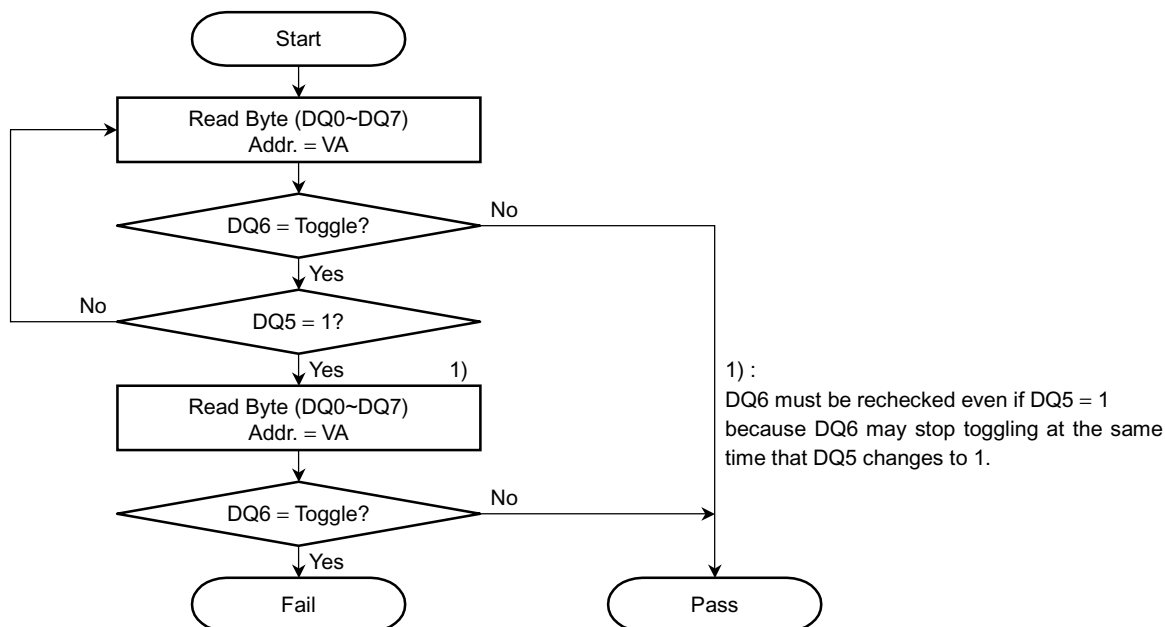 Start
Read Byte (DQ0~DQ7)
Addr. = VA
DQ6 = Toggle?
No
Yes
No
DQ5 = 1?
Yes
1)
Read Byte (DQ0~DQ7)
Addr. = VA
1) :
DQ6 must be rechecked even if DQ5 = 1
because DQ6 may stop toggling at the same
time that DQ5 changes to 1.
DQ6 = Toggle?
No
Yes
Fail
Pass